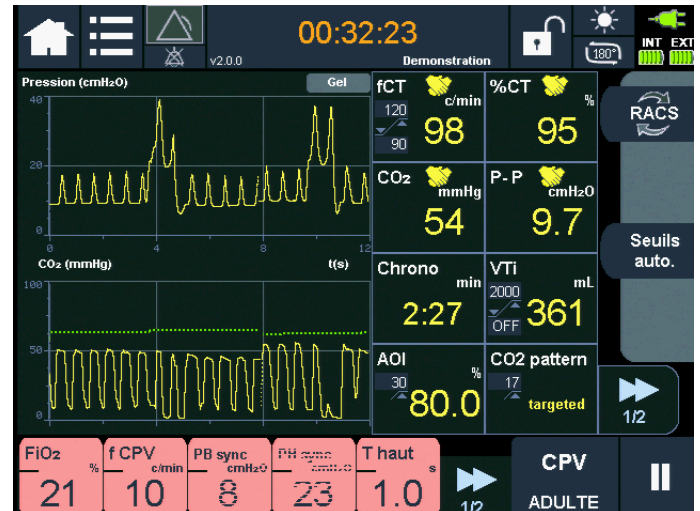 00:32:23
v2.0.0
Demonstration
180°
INT EXT
Pression (cmH₂O)
Gel
40
20
0
0 4 8 12
CO₂ (mmHg)
t(s)
100
50
0
fCT
c/min
120
90
98
%CT
%
95
CO₂
mmHg
54
P-P
cmH₂O
9.7
Chrono
min
2:27
VTi
mL
2000
OFF
361
AOI
%
30
80.0
CO2 pattern
17
targeted
RACS
Seuils
auto.
1/2
FiO₂
%
21
f CPV
c/min
10
PB sync
cmH₂O
8
PH sync
cmH₂O
23
T haut
s
1.0
1/2
CPV
ADULTE